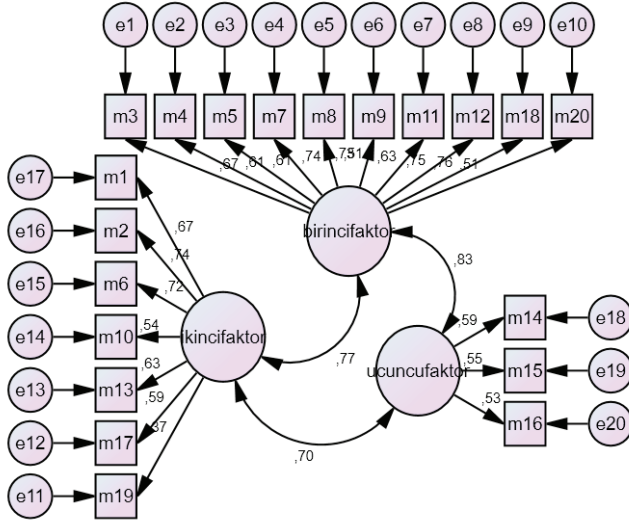 e1 e2 e3 e4 e5 e6 e7 e8 e9 e10
m3 m4 m5 m7 m8 m9 m11 m12 m18 m20
,67 ,61 ,61 ,74 ,51 ,63 ,75 ,76 ,51
birincifaktor
e17 m1
,67
e16 m2
,74
e15 m6
,72
e14 m10
,54
ikincifaktor
e13 m13
,63
e12 m17
,59
e11 m19
,37
,83
,77
,70
ucuncufaktor
,59
m14 e18
,55
m15 e19
,53
m16 e20